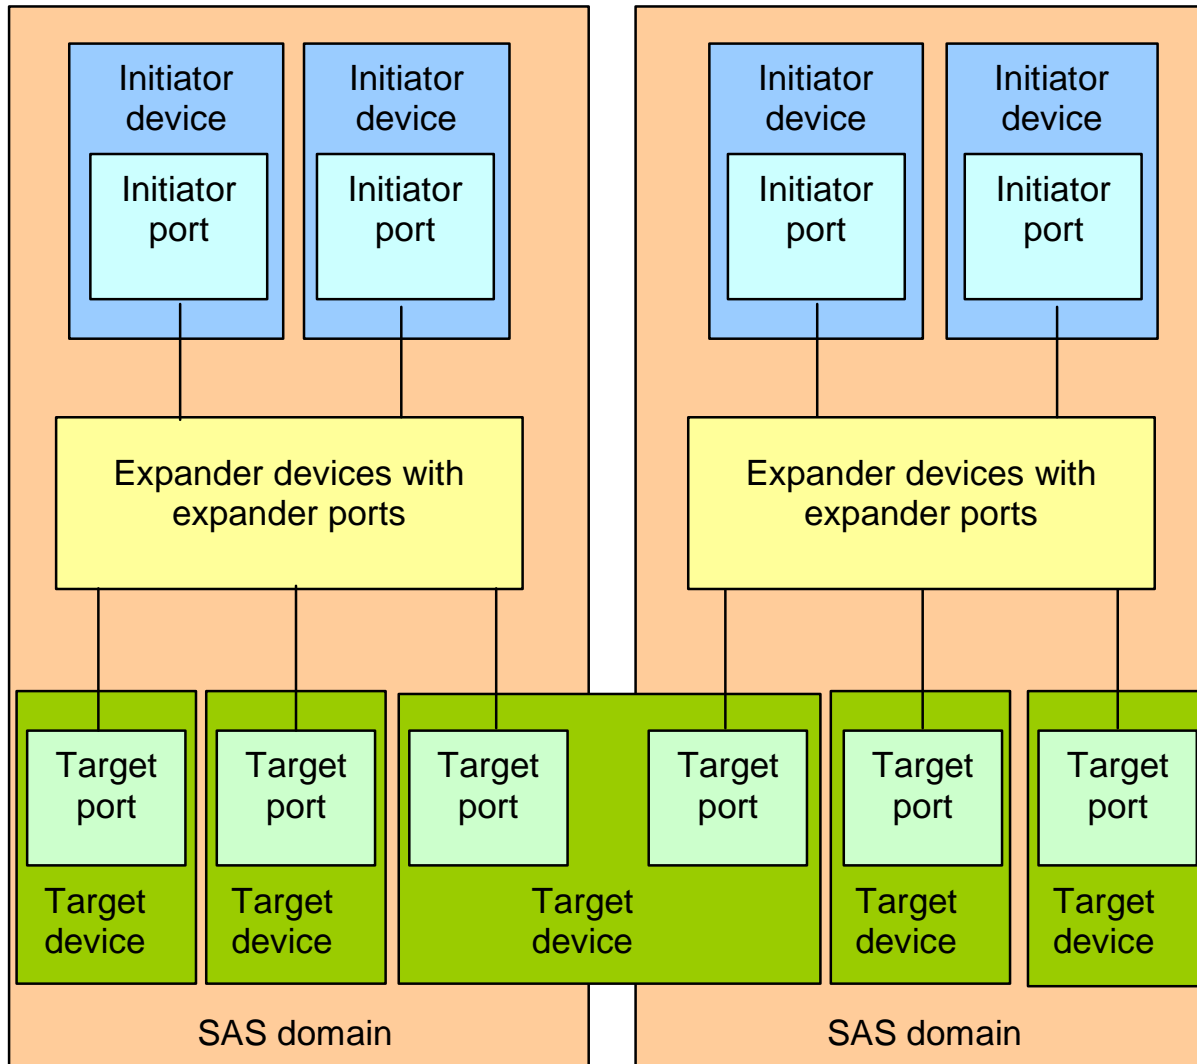 Initiator
device
Initiator
port
Initiator
device
Initiator
port
Initiator
device
Initiator
port
Initiator
device
Initiator
port
Expander devices with
expander ports
Expander devices with
expander ports
Target
port
Target
device
Target
port
Target
device
Target
port
Target
port
Target
device
Target
port
Target
device
Target
port
Target
device
SAS domain
SAS domain